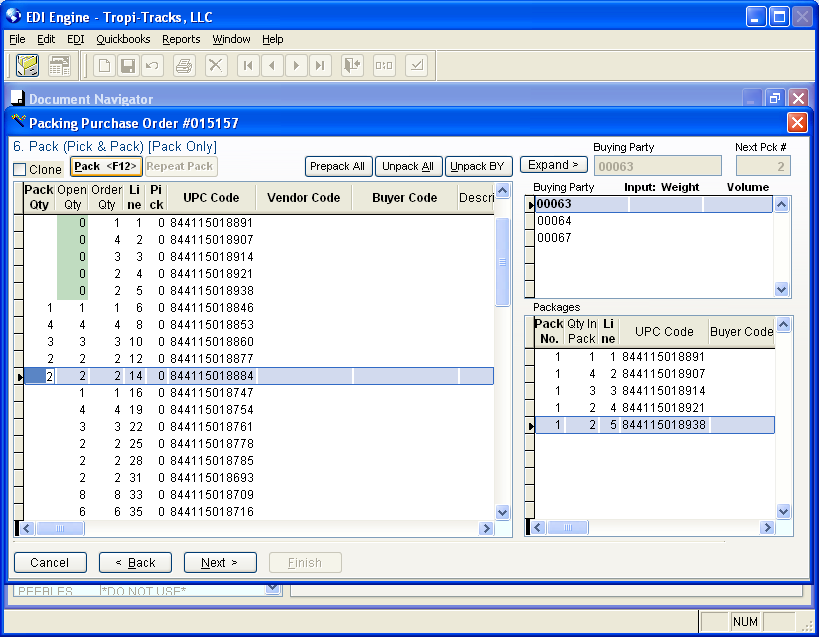 EDI Engine - Tropi-Tracks, LLC
File Edit EDI Quickbooks Reports Window Help
Document Navigator
Packing Purchase Order #015157
6. Pack (Pick & Pack) [Pack Only]
Clone Pack <F12> Repeat Pack Prepack All Unpack All Unpack BY Expand >
Buying Party Next Pck #
00063 2
Pack Qty Open Qty Order Qty Line Pick UPC Code Vendor Code Buyer Code Descri
0 1 1 0 844115018891
0 4 2 0 844115018907
0 3 3 0 844115018914
0 2 4 0 844115018921
0 2 5 0 844115018938
1 1 1 6 0 844115018846
4 4 4 8 0 844115018853
3 3 3 10 0 844115018860
2 2 2 12 0 844115018877
2 2 2 14 0 844115018884
1 1 16 0 844115018747
4 4 19 0 844115018754
3 3 22 0 844115018761
2 2 25 0 844115018778
2 2 28 0 844115018785
2 2 31 0 844115018693
8 8 33 0 844115018709
6 6 35 0 844115018716
Buying Party Input: Weight Volume
00063
00064
00067
Packages
Pack No. Qty In Pack Line UPC Code Buyer Code
1 1 1 844115018891
1 4 2 844115018907
1 3 3 844115018914
1 2 4 844115018921
1 2 5 844115018938
Cancel < Back Next > Finish
PEEBLES *DO NOT USE*
NUM